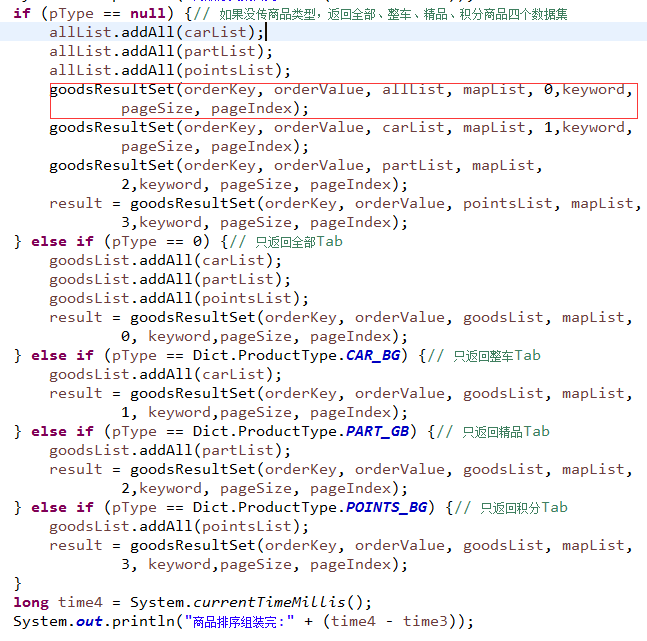 if (pType == null) {// 如果没传商品类型，返回全部、整车、精品、积分商品四个数据集
allList.addAll(carList);
allList.addAll(partList);
allList.addAll(pointsList);
goodsResultSet(orderKey, orderValue, allList, mapList, 0,keyword,
pageSize, pageIndex);
goodsResultSet(orderKey, orderValue, carList, mapList, 1,keyword,
pageSize, pageIndex);
goodsResultSet(orderKey, orderValue, partList, mapList,
2,keyword, pageSize, pageIndex);
result = goodsResultSet(orderKey, orderValue, pointsList, mapList,
3,keyword, pageSize, pageIndex);
} else if (pType == 0) {// 只返回全部Tab
goodsList.addAll(carList);
goodsList.addAll(partList);
goodsList.addAll(pointsList);
result = goodsResultSet(orderKey, orderValue, goodsList, mapList,
0, keyword,pageSize, pageIndex);
} else if (pType == Dict.ProductType.CAR_BG) {// 只返回整车Tab
goodsList.addAll(carList);
result = goodsResultSet(orderKey, orderValue, goodsList, mapList,
1, keyword,pageSize, pageIndex);
} else if (pType == Dict.ProductType.PART_GB) {// 只返回精品Tab
goodsList.addAll(partList);
result = goodsResultSet(orderKey, orderValue, goodsList, mapList,
2,keyword, pageSize, pageIndex);
} else if (pType == Dict.ProductType.POINTS_BG) {// 只返回积分Tab
goodsList.addAll(pointsList);
result = goodsResultSet(orderKey, orderValue, goodsList, mapList,
3, keyword,pageSize, pageIndex);
}
long time4 = System.currentTimeMillis();
System.out.println("商品排序组装完:" + (time4 - time3));